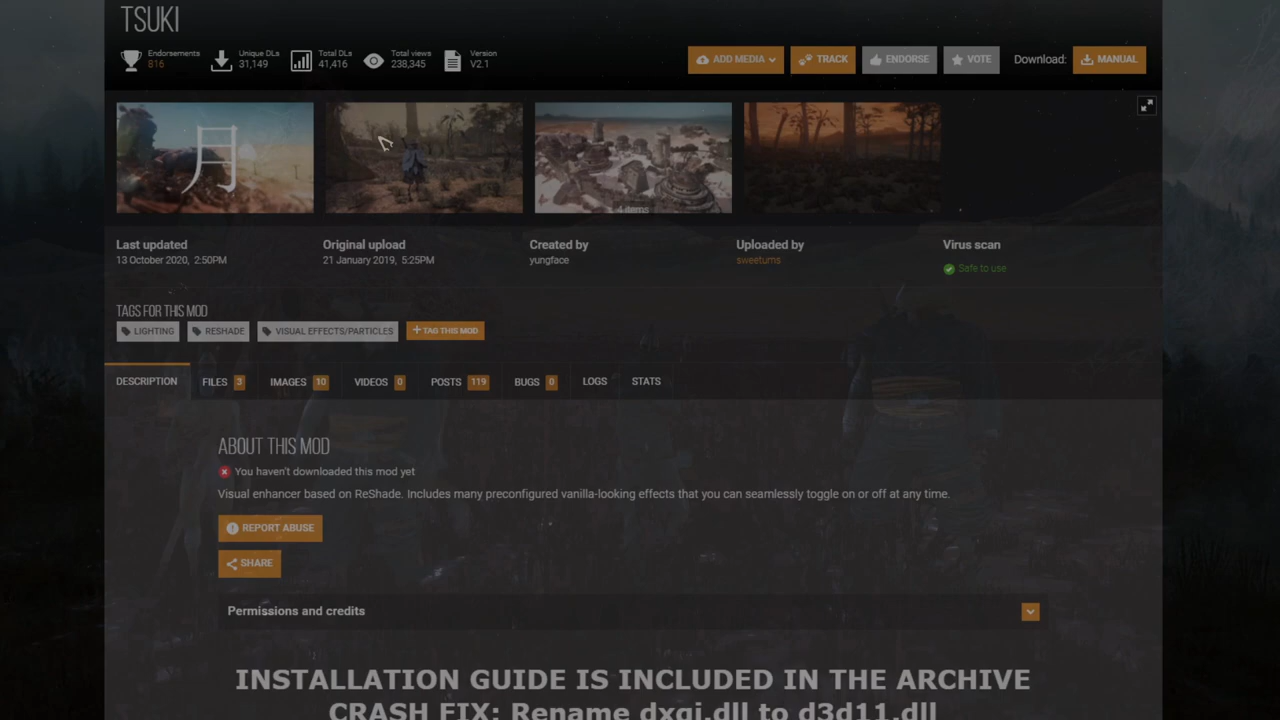 TSUKI
Endorsements
816
Unique DLs
31,149
Total DLs
41,416
Total views
238,345
Version
V2.1
ADD MEDIA
TRACK
ENDORSE
VOTE
Download:
MANUAL
月
4 items
Last updated
13 October 2020, 2:50PM
Original upload
21 January 2019, 5:25PM
Created by
yungface
Uploaded by
sweetums
Virus scan
Safe to use
TAGS FOR THIS MOD
LIGHTING
RESHADE
VISUAL EFFECTS/PARTICLES
+ TAG THIS MOD
DESCRIPTION
FILES 3
IMAGES 10
VIDEOS 0
POSTS 119
BUGS 0
LOGS
STATS
ABOUT THIS MOD
You haven't downloaded this mod yet
Visual enhancer based on ReShade. Includes many preconfigured vanilla-looking effects that you can seamlessly toggle on or off at any time.
REPORT ABUSE
SHARE
Permissions and credits
INSTALLATION GUIDE IS INCLUDED IN THE ARCHIVE
CRASH FIX: Rename dxgi.dll to d3d11.dll